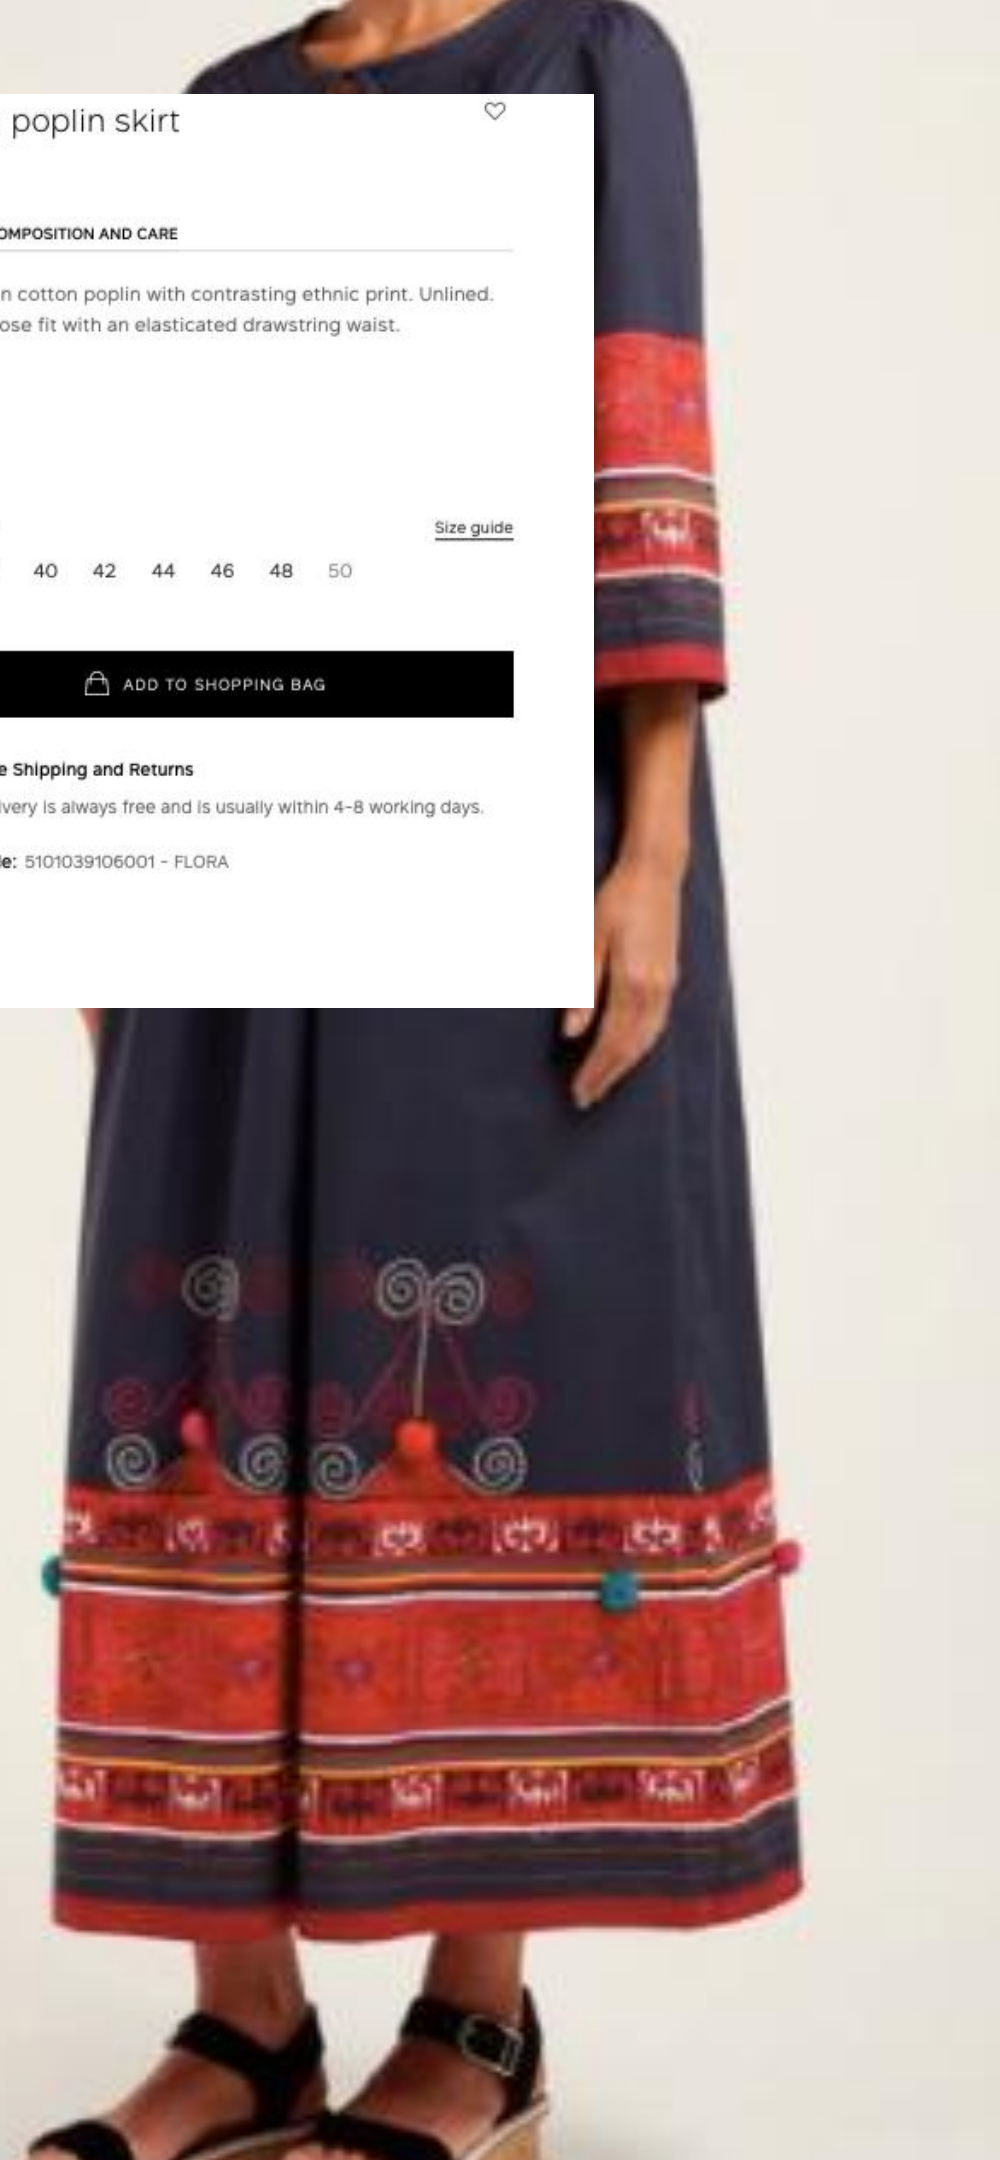 poplin skirt
OMPOSITION AND CARE
n cotton poplin with contrasting ethnic print. Unlined.
ose fit with an elasticated drawstring waist.
Size guide
40 42 44 46 48 50
ADD TO SHOPPING BAG
e Shipping and Returns
very is always free and is usually within 4-8 working days.
le: 5101039106001 - FLORA